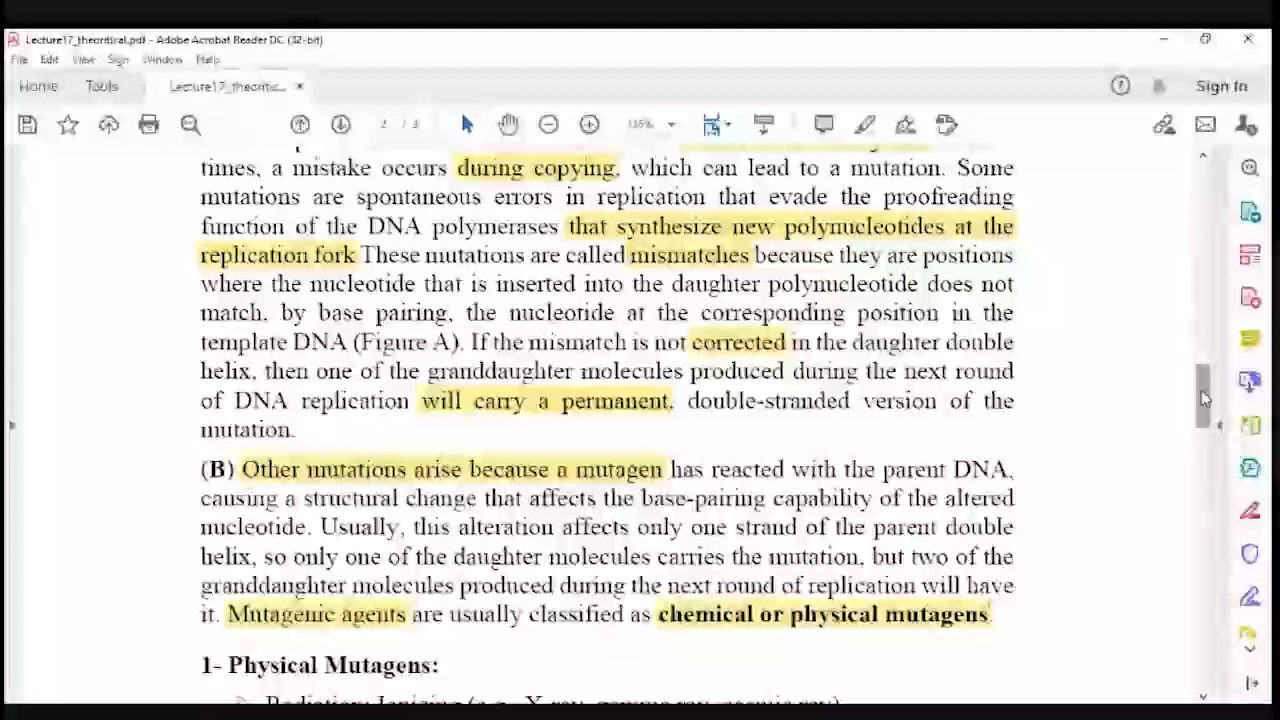 Lecture17_theoritiral.pdf - Adobe Acrobat Reader DC (32-bit)
File Edit View Sign Window Help
Home Tools Lecture17_theoritic... Sign In
2 / 3
times, a mistake occurs during copying, which can lead to a mutation. Some
mutations are spontaneous errors in replication that evade the proofreading
function of the DNA polymerases that synthesize new polynucleotides at the
replication fork These mutations are called mismatches because they are positions
where the nucleotide that is inserted into the daughter polynucleotide does not
match, by base pairing, the nucleotide at the corresponding position in the
template DNA (Figure A). If the mismatch is not corrected in the daughter double
helix, then one of the granddaughter molecules produced during the next round
of DNA replication will carry a permanent, double-stranded version of the
mutation.
(B) Other mutations arise because a mutagen has reacted with the parent DNA,
causing a structural change that affects the base-pairing capability of the altered
nucleotide. Usually, this alteration affects only one strand of the parent double
helix, so only one of the daughter molecules carries the mutation, but two of the
granddaughter molecules produced during the next round of replication will have
it. Mutagenic agents are usually classified as chemical or physical mutagens.
1- Physical Mutagens: